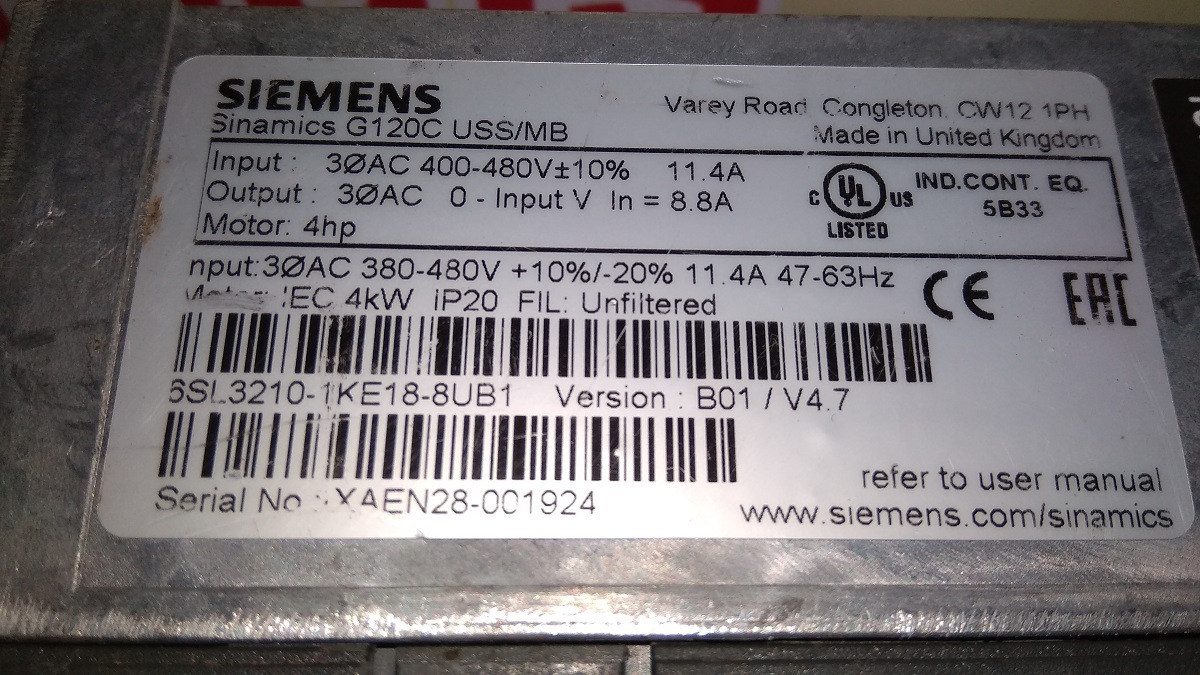 SIEMENS
Sinamics G120C USS/MB
Varey Road Congleton. CW12 1PH
Made in United Kingdom
Input : 3ØAC 400-480V±10% 11.4A
Output : 3ØAC 0 - Input V In = 8.8A
Motor: 4hp
C UL US
LISTED
IND.CONT. EQ.
5B33
nput:3ØAC 380-480V +10%/-20% 11.4A 47-63Hz
IEC 4kW IP20 FIL: Unfiltered
CE
EAC
6SL3210-1KE18-8UB1 Version : B01 / V4.7
Serial No : XAEN28-001924
refer to user manual
www.siemens.com/sinamics